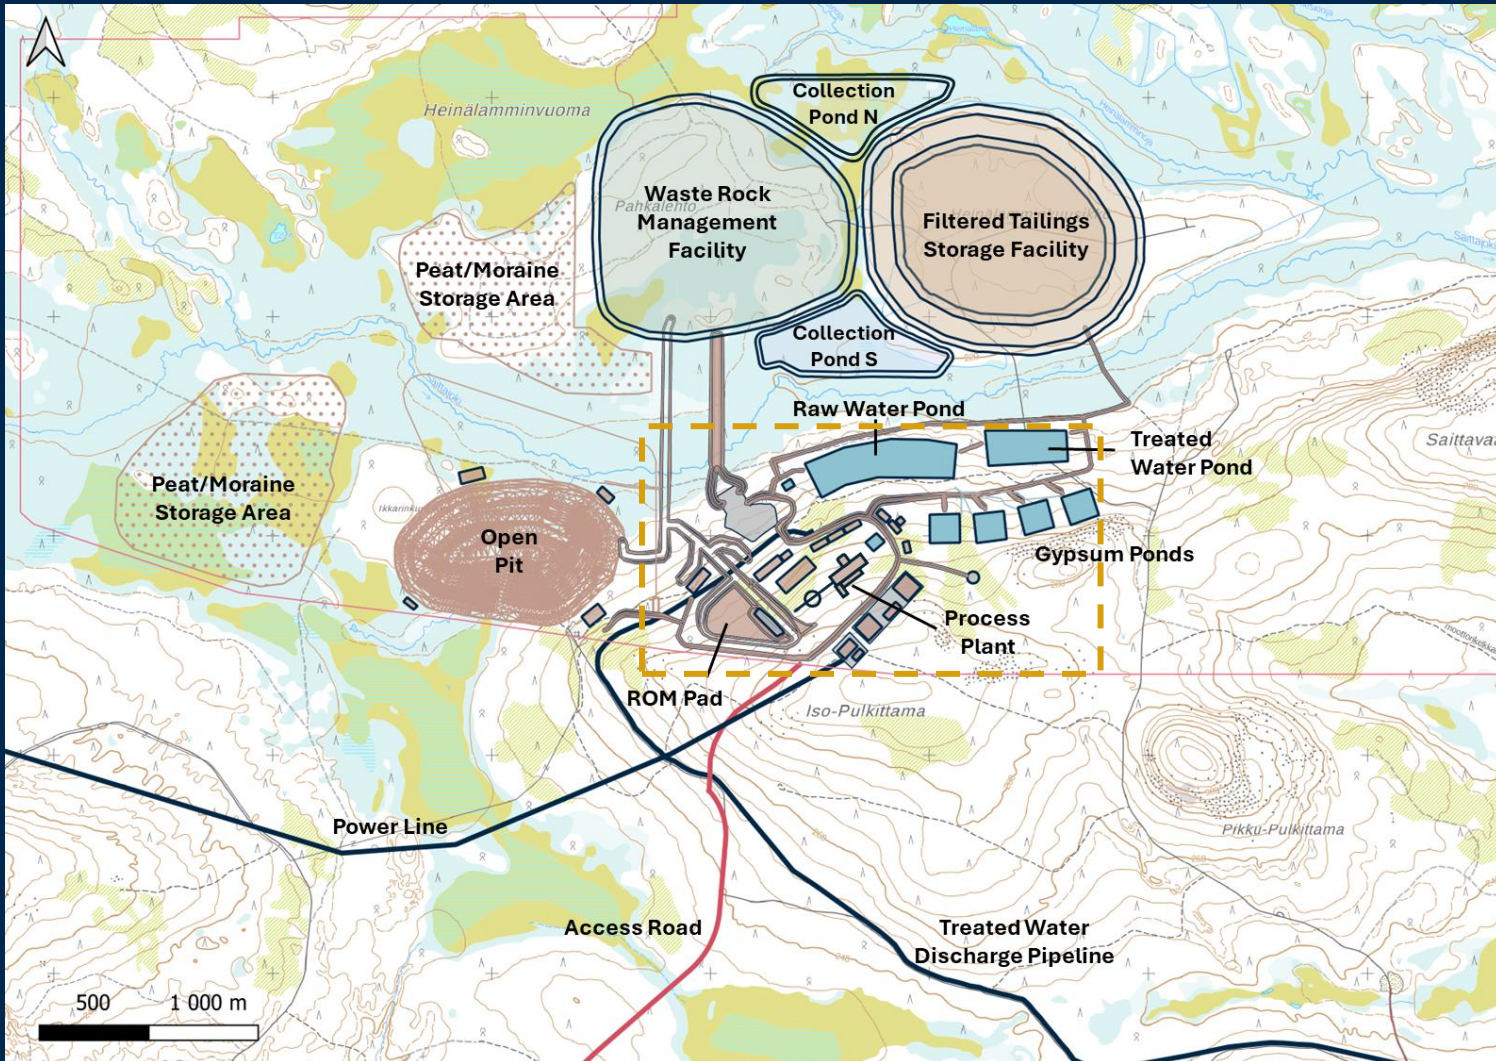 Heinälamminvuoma
Collection
Pond N
Waste Rock
Management
Facility
Pahkalehto
Filtered Tailings
Storage Facility
Peat/Moraine
Storage Area
Collection
Pond S
Heinälamminoja
Saittajoki
Raw Water Pond
Treated
Water Pond
Peat/Moraine
Storage Area
Open
Pit
Gypsum Ponds
Process
Plant
ROM Pad
Iso-Pulkittama
Pikku-Pulkittama
Power Line
Access Road
Treated Water
Discharge Pipeline
500 1 000 m